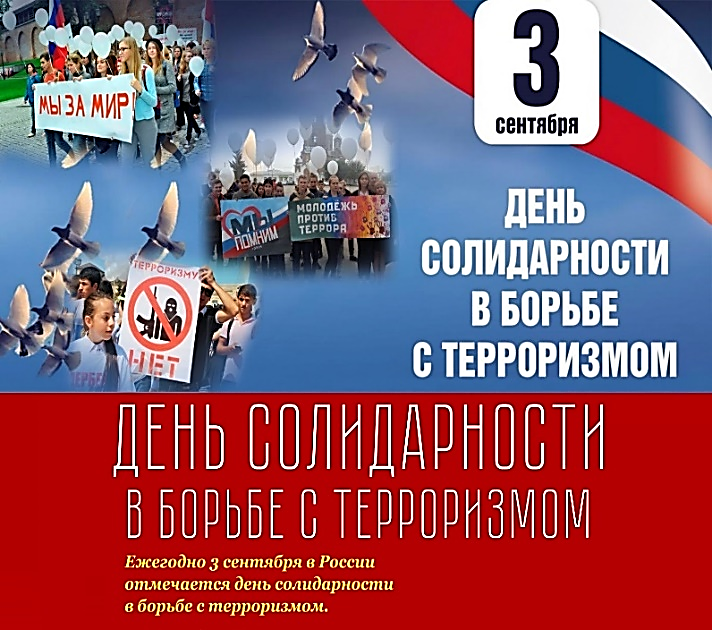 МЫ ЗА МИР!
3
сентября
МЫ
ПОМНИМ
МОЛОДЁЖЬ
ПРОТИВ
ТЕРРОРА
ДЕНЬ
СОЛИДАРНОСТИ
В БОРЬБЕ
С ТЕРРОРИЗМОМ
ТЕРРОРИЗМУ
НЕТ
ДЕНЬ СОЛИДАРНОСТИ
В БОРЬБЕ С ТЕРРОРИЗМОМ
Ежегодно 3 сентября в России
отмечается день солидарности
в борьбе с терроризмом.